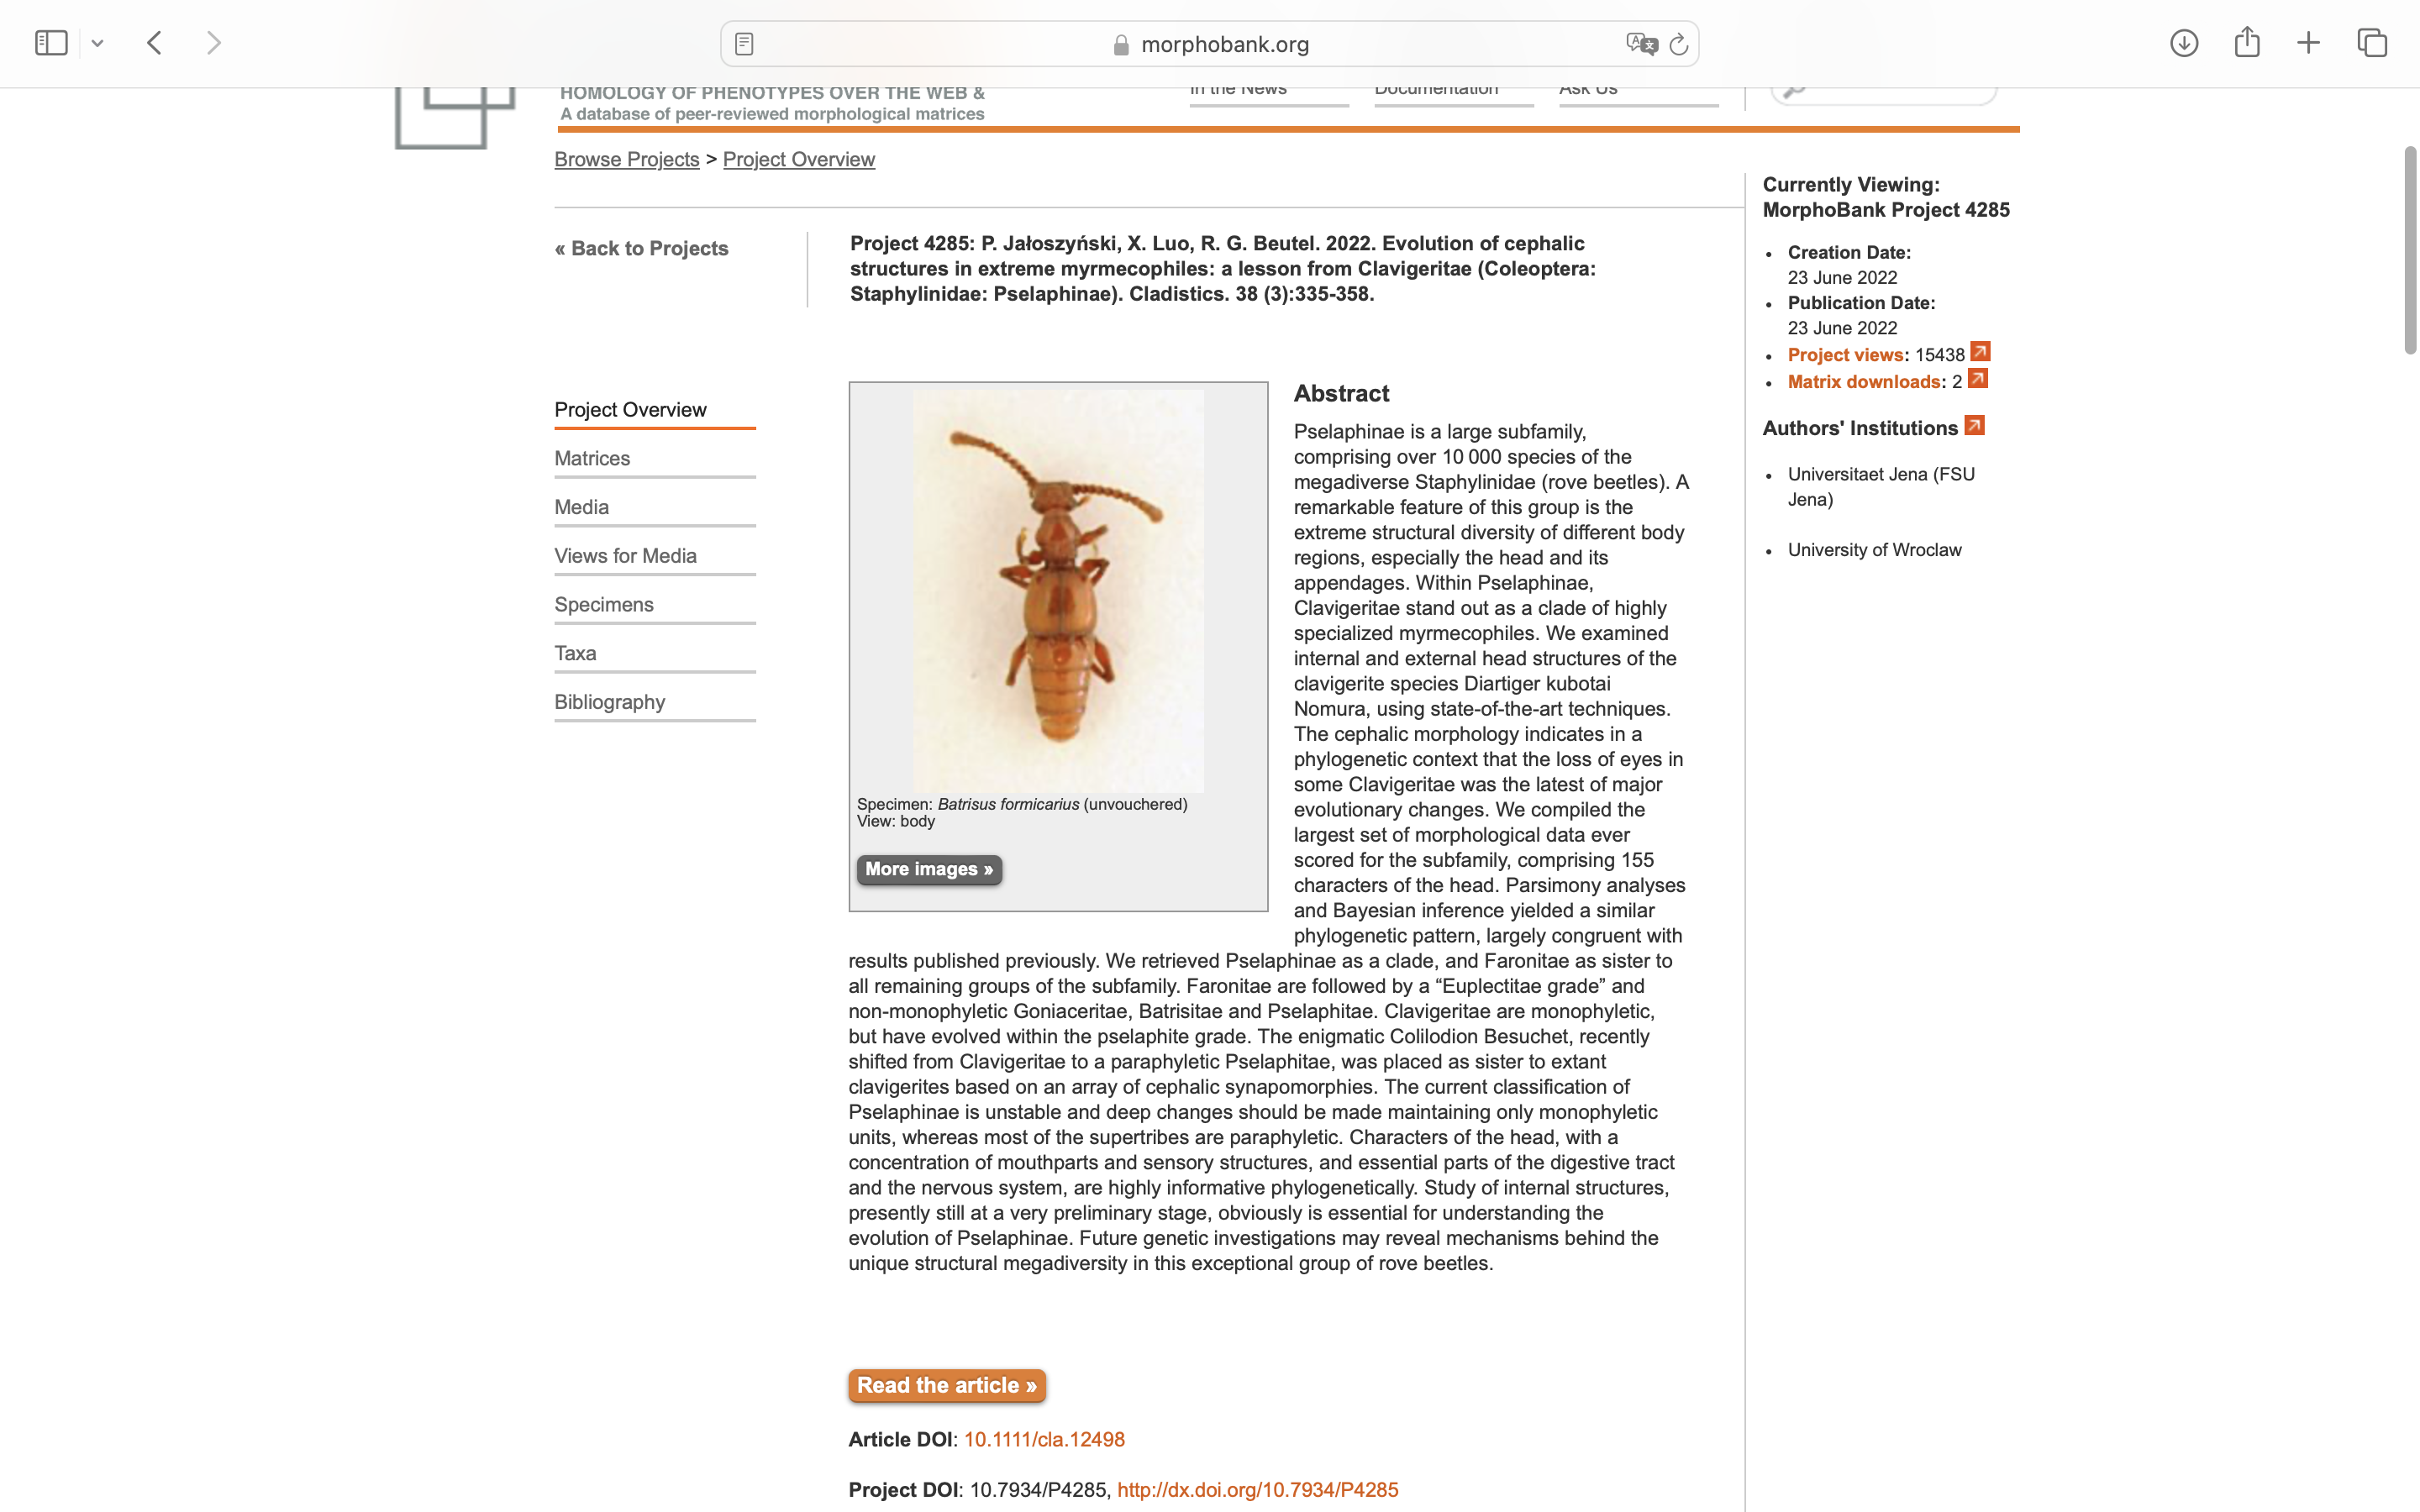 morphobank.org
HOMOLOGY OF PHENOTYPES OVER THE WEB &
A database of peer-reviewed morphological matrices
In the News
Documentation
Ask Us
Browse Projects > Project Overview
« Back to Projects
Project 4285: P. Jałoszyński, X. Luo, R. G. Beutel. 2022. Evolution of cephalic
structures in extreme myrmecophiles: a lesson from Clavigeritae (Coleoptera:
Staphylinidae: Pselaphinae). Cladistics. 38 (3):335-358.
Project Overview
Matrices
Media
Views for Media
Specimens
Taxa
Bibliography
Specimen: Batrisus formicarius (unvouchered)
View: body
More images »
Abstract
Pselaphinae is a large subfamily,
comprising over 10 000 species of the
megadiverse Staphylinidae (rove beetles). A
remarkable feature of this group is the
extreme structural diversity of different body
regions, especially the head and its
appendages. Within Pselaphinae,
Clavigeritae stand out as a clade of highly
specialized myrmecophiles. We examined
internal and external head structures of the
clavigerite species Diartiger kubotai
Nomura, using state-of-the-art techniques.
The cephalic morphology indicates in a
phylogenetic context that the loss of eyes in
some Clavigeritae was the latest of major
evolutionary changes. We compiled the
largest set of morphological data ever
scored for the subfamily, comprising 155
characters of the head. Parsimony analyses
and Bayesian inference yielded a similar
phylogenetic pattern, largely congruent with
results published previously. We retrieved Pselaphinae as a clade, and Faronitae as sister to
all remaining groups of the subfamily. Faronitae are followed by a “Euplectitae grade” and
non-monophyletic Goniaceritae, Batrisitae and Pselaphitae. Clavigeritae are monophyletic,
but have evolved within the pselaphite grade. The enigmatic Colilodion Besuchet, recently
shifted from Clavigeritae to a paraphyletic Pselaphitae, was placed as sister to extant
clavigerites based on an array of cephalic synapomorphies. The current classification of
Pselaphinae is unstable and deep changes should be made maintaining only monophyletic
units, whereas most of the supertribes are paraphyletic. Characters of the head, with a
concentration of mouthparts and sensory structures, and essential parts of the digestive tract
and the nervous system, are highly informative phylogenetically. Study of internal structures,
presently still at a very preliminary stage, obviously is essential for understanding the
evolution of Pselaphinae. Future genetic investigations may reveal mechanisms behind the
unique structural megadiversity in this exceptional group of rove beetles.
Read the article »
Article DOI: 10.1111/cla.12498
Project DOI: 10.7934/P4285, http://dx.doi.org/10.7934/P4285
Currently Viewing:
MorphoBank Project 4285
• Creation Date:
23 June 2022
• Publication Date:
23 June 2022
• Project views: 15438
• Matrix downloads: 2
Authors' Institutions
• Universitaet Jena (FSU
Jena)
• University of Wroclaw